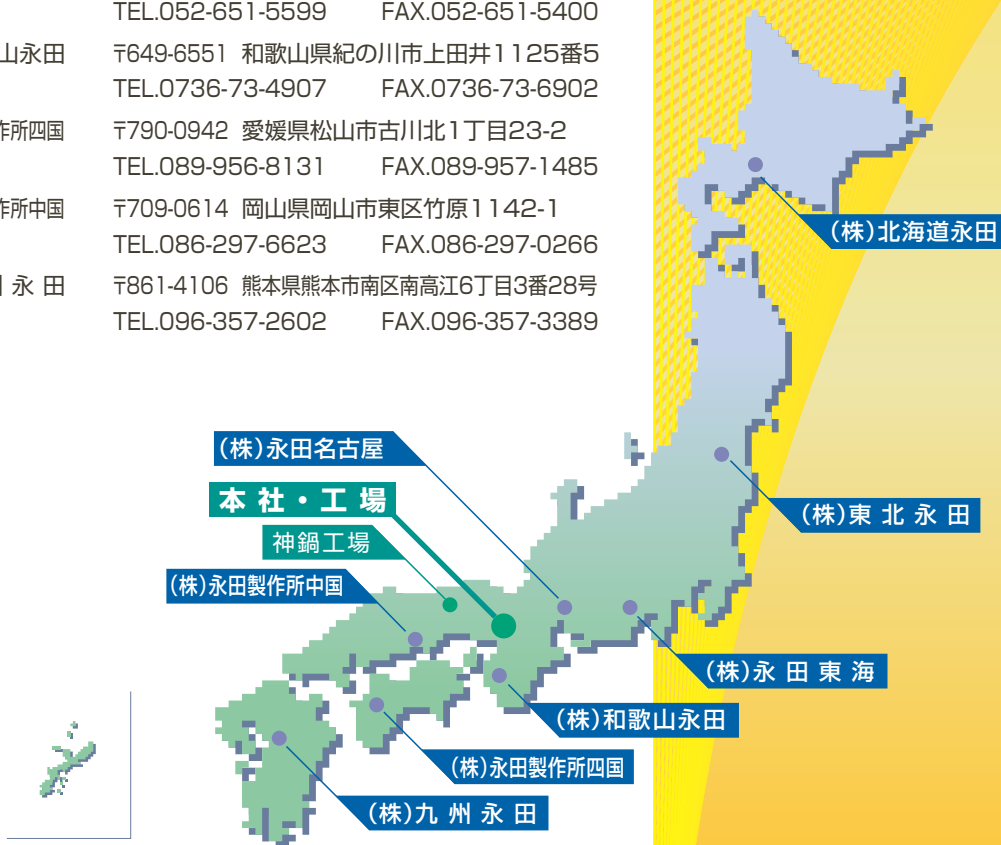 TEL.052-651-5599 FAX.052-651-5400
山永田 〒649-6551 和歌山県紀の川市上田井1125番5
TEL.0736-73-4907 FAX.0736-73-6902
作所四国 〒790-0942 愛媛県松山市古川北1丁目23-2
TEL.089-956-8131 FAX.089-957-1485
作所中国 〒709-0614 岡山県岡山市東区竹原1142-1
TEL.086-297-6623 FAX.086-297-0266
永田 〒861-4106 熊本県熊本市南区南高江6丁目3番28号
TEL.096-357-2602 FAX.096-357-3389
(株)北海道永田
(株)永田名古屋
本社・工場
(株)東北永田
神鍋工場
(株)永田製作所中国
(株)永田東海
(株)和歌山永田
(株)永田製作所四国
(株)九州永田